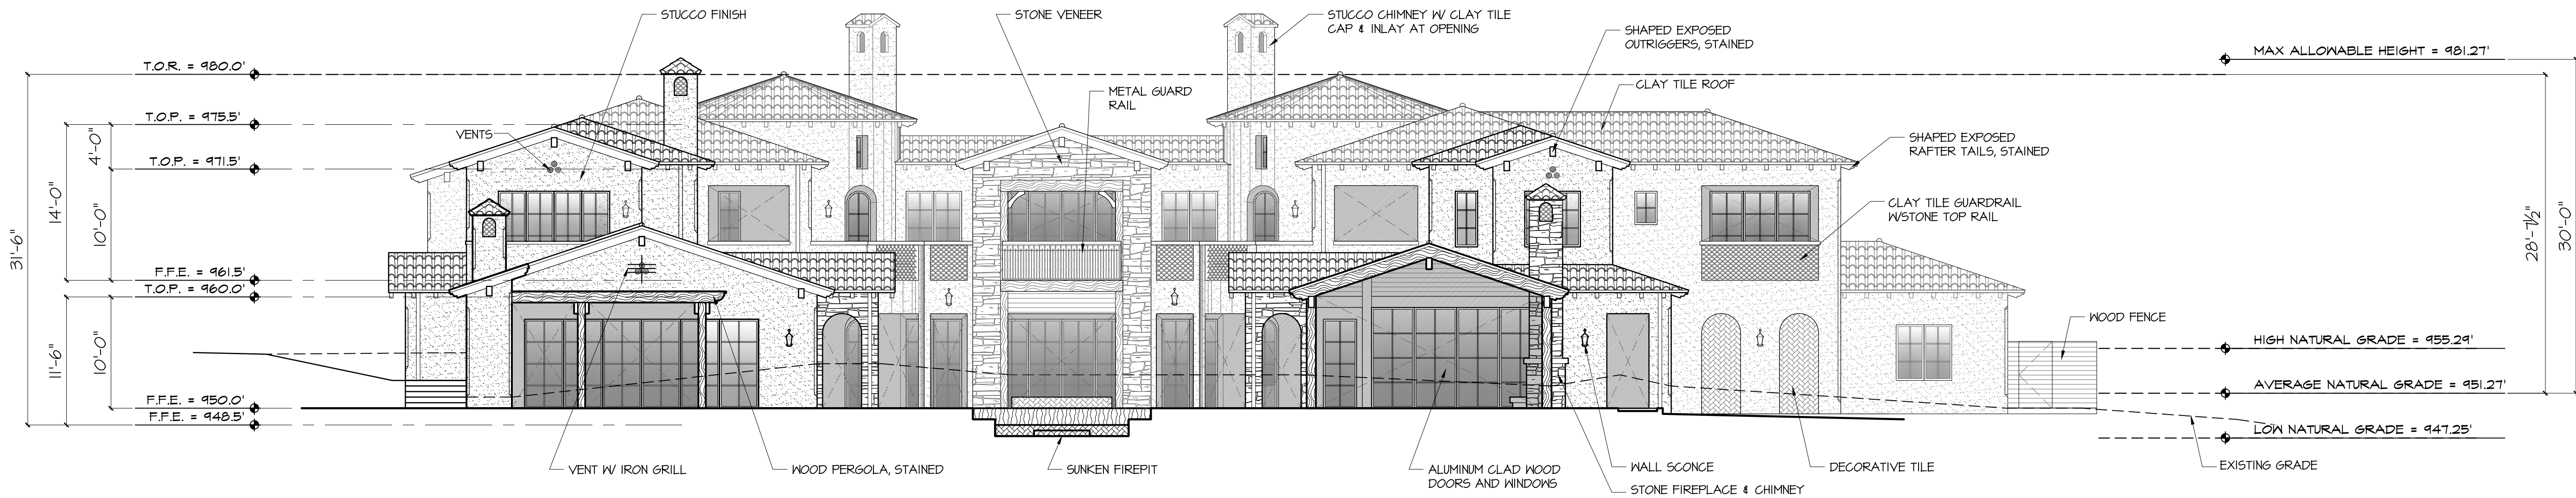 STUCCO FINISH
STONE VENEER
STUCCO CHIMNEY W/ CLAY TILE
CAP & INLAY AT OPENING
SHAPED EXPOSED
OUTRIGGERS, STAINED
MAX ALLOWABLE HEIGHT = 981.27'
T.O.R. = 980.0'
CLAY TILE ROOF
METAL GUARD
RAIL
T.O.P. = 975.5'
VENTS
4'-0"
SHAPED EXPOSED
RAFTER TAILS, STAINED
T.O.P. = 971.5'
14'-0"
10'-0"
CLAY TILE GUARDRAIL
W/STONE TOP RAIL
31'-6"
28'-7½"
30'-0"
F.F.E. = 961.5'
T.O.P. = 960.0'
WOOD FENCE
HIGH NATURAL GRADE = 955.29'
11'-6"
10'-0"
AVERAGE NATURAL GRADE = 951.27'
F.F.E. = 950.0'
F.F.E. = 948.5'
LOW NATURAL GRADE = 947.25'
VENT W/ IRON GRILL
WOOD PERGOLA, STAINED
SUNKEN FIREPIT
ALUMINUM CLAD WOOD
DOORS AND WINDOWS
WALL SCONCE
DECORATIVE TILE
EXISTING GRADE
STONE FIREPLACE & CHIMNEY